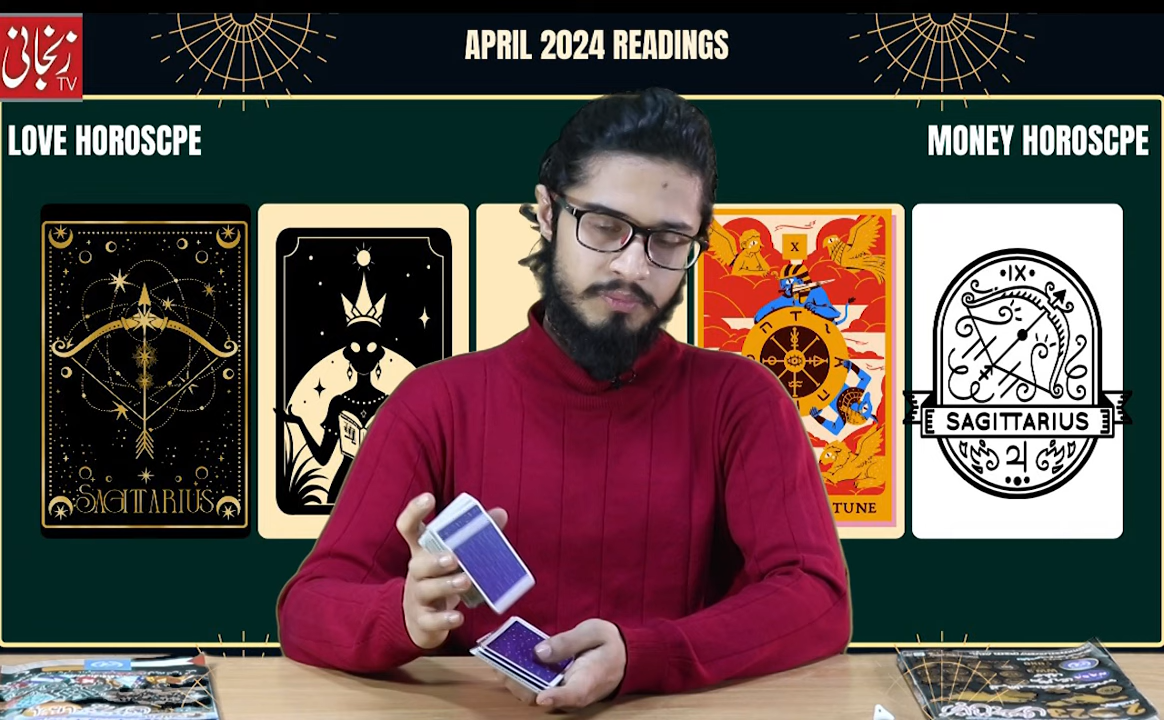 زنجانی
TV
APRIL 2024 READINGS
LOVE HOROSCPE
MONEY HOROSCPE
SAGITTARIUS
X
TUNE
IX
SAGITTARIUS